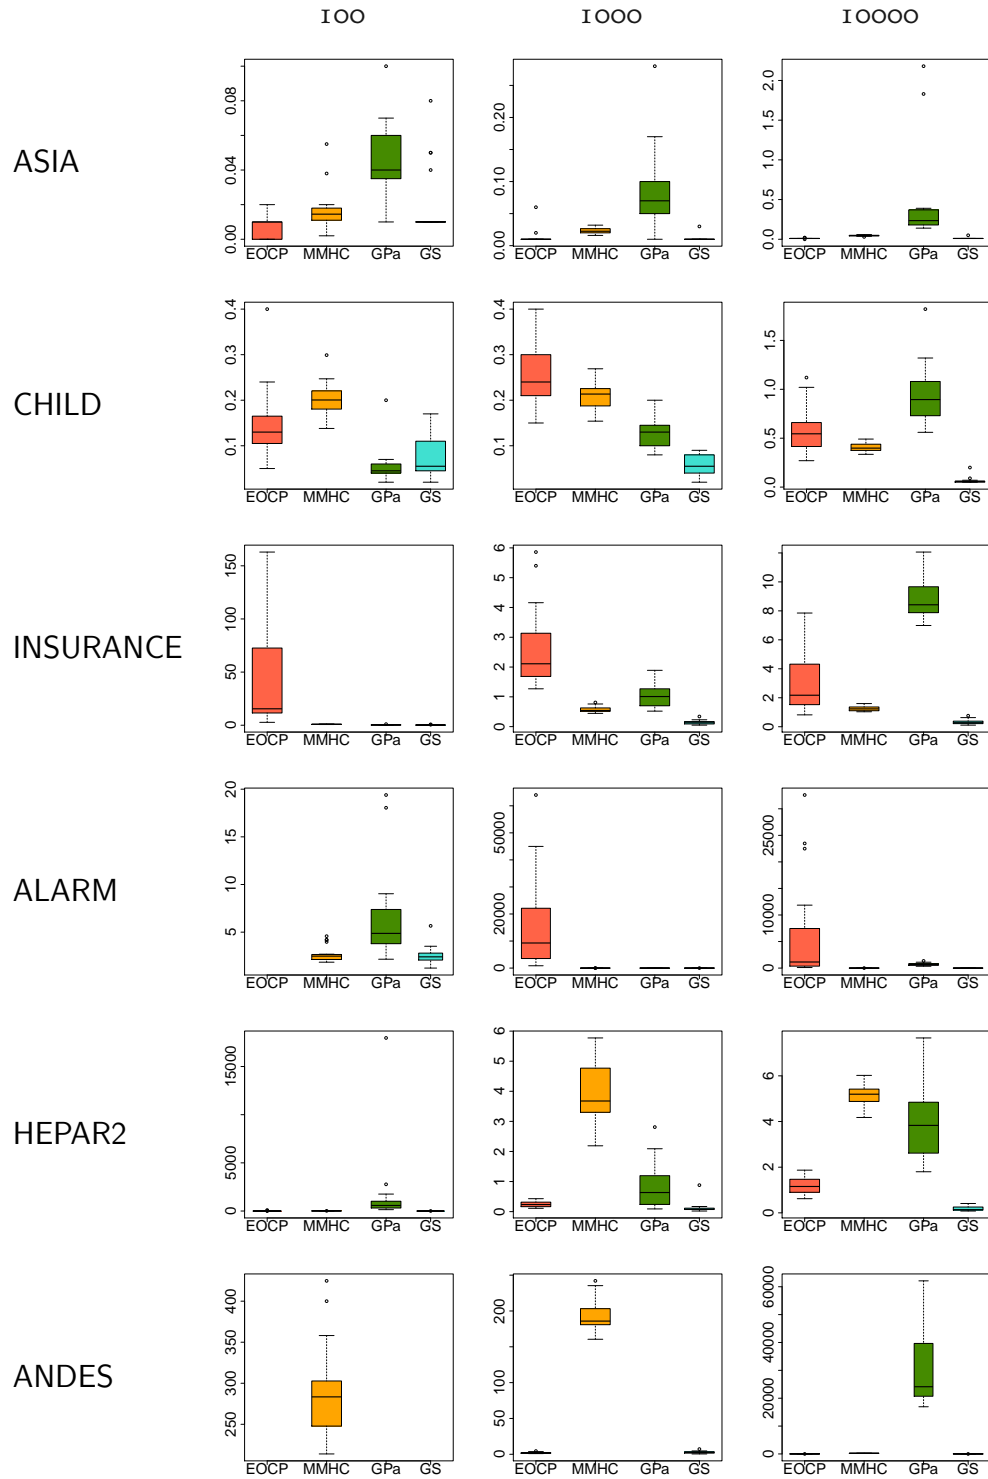 100 1000 10000
ASIA
0.00 0.04 0.08
EOCP MMHC GPa GS
0.00 0.10 0.20
EOCP MMHC GPa GS
0.0 0.5 1.0 1.5 2.0
EOCP MMHC GPa GS
CHILD
0.1 0.2 0.3 0.4
EOCP MMHC GPa GS
0.1 0.2 0.3 0.4
EOCP MMHC GPa GS
0.0 0.5 1.0 1.5
EOCP MMHC GPa GS
INSURANCE
0 50 100 150
EOCP MMHC GPa GS
0 1 2 3 4 5 6
EOCP MMHC GPa GS
0 2 4 6 8 10
EOCP MMHC GPa GS
ALARM
5 10 15 20
EOCP MMHC GPa GS
0 20000 50000
EOCP MMHC GPa GS
0 10000 25000
EOCP MMHC GPa GS
HEPAR2
0 5000 15000
EOCP MMHC GPa GS
0 1 2 3 4 5 6
EOCP MMHC GPa GS
0 2 4 6
EOCP MMHC GPa GS
ANDES
250 300 350 400
EOCP MMHC GPa GS
0 50 100 200
EOCP MMHC GPa GS
0 20000 40000 60000
EOCP MMHC GPa GS